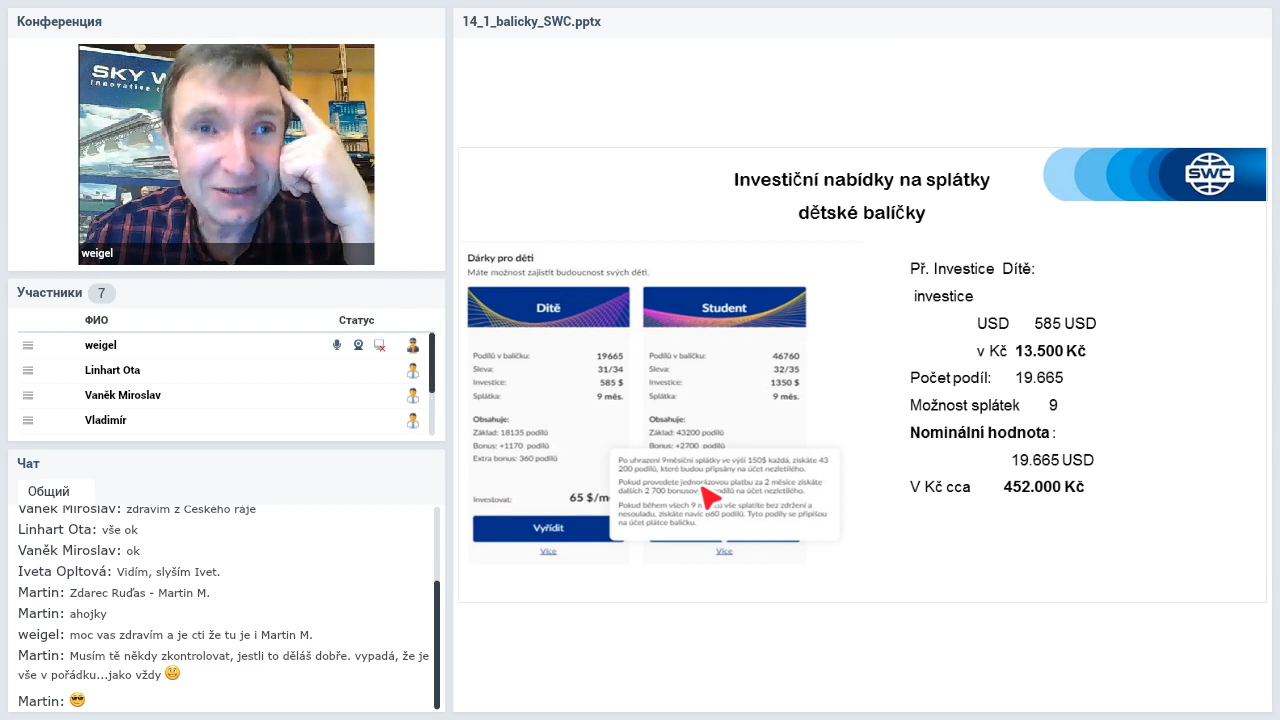 Конференция
SKY W
innovative
weigel
Участники 7
ФИО Статус
weigel
Linhart Ota
Vaněk Miroslav
Vladimír
Чат
Общий
Vaněk Miroslav: zdravim z Ceskeho ráje
Linhart Ota: vše ok
Vaněk Miroslav: ok
Iveta Opltová: Vidím, slyším Ivet.
Martin: Zdarec Ruďas - Martin M.
Martin: ahojky
weigel: moc vas zdravím a je cti že tu je i Martin M.
Martin: Musím tě někdy zkontrolovat, jestli to děláš dobře. vypadá, že je
vše v pořádku...jako vždy
Martin:
14_1_balicky_SWC.pptx
SWC
Investiční nabídky na splátky
dětské balíčky
Dárky pro děti
Máte možnost zajistit budoucnost svých dětí.
Dítě
Podílů v balíčku: 19665
Sleva: 31/34
Investice: 585 $
Splátka: 9 měs.
Obsahuje:
Základ: 18135 podílů
Bonus: +1170 podílů
Extra bonus: 360 podílů
Investovat: 65 $/m
Vyřídit
Více
Student
Podílů v balíčku: 46760
Sleva: 32/35
Investice: 1350 $
Splátka: 9 měs.
Obsahuje:
Základ: 43200 podílů
Bonus: +2700 podílů
Po uhrazení 9měsíční splátky ve výši 150$ každá, získáte 43
200 podílů, které budou připsány na účet nezletilého.
Pokud provedete jednorázovou platbu za 2 měsíce získáte
dalších 2 700 bonusov podílů na účet nezletilého.
Pokud během všech 9 m vše splatíte bez zdržení a
nesouladu, získáte navíc 860 podílů. Tyto podíly se připíšou
na účet plátce balíčku.
Více
Př. Investice Dítě:
investice
USD 585 USD
v Kč 13.500 Kč
Počet podíl: 19.665
Možnost splátek 9
Nominální hodnota :
19.665 USD
V Kč cca 452.000 Kč